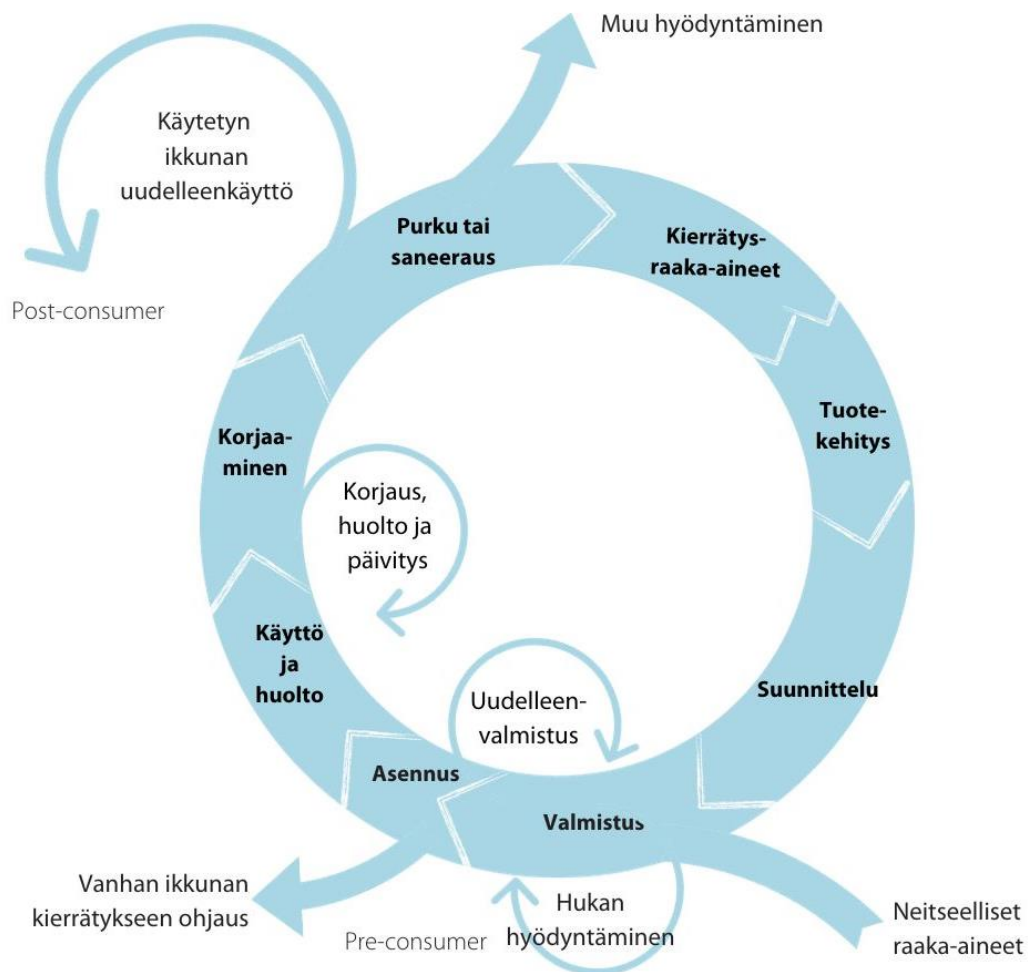 Muu hyödyntäminen
Käytetyn
ikkunan
uudelleenkäyttö
Post-consumer
Purku tai
saneeraus
Kierrätys-
raaka-aineet
Tuote-
kehitys
Suunnittelu
Korjaa-
minen
Korjaus,
huolto ja
päivitys
Käyttö
ja
huolto
Uudelleen-
valmistus
Asennus
Valmistus
Vanhan ikkunan
kierrätykseen ohjaus
Pre-consumer
Hukan
hyödyntäminen
Neitseelliset
raaka-aineet